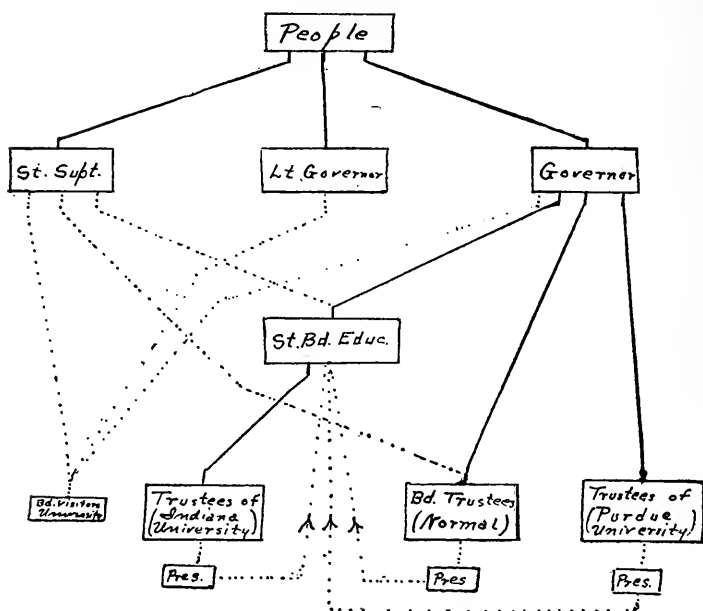 People
St. Supt.
Lt Governor
Governor
St. Bd. Educ.
Bd. Visitors
University
Trustees of
(Indiana
University)
Bd. Trustees
(Normal)
Trustees of
(Purdue
University)
Pres.
Pres
Pres.